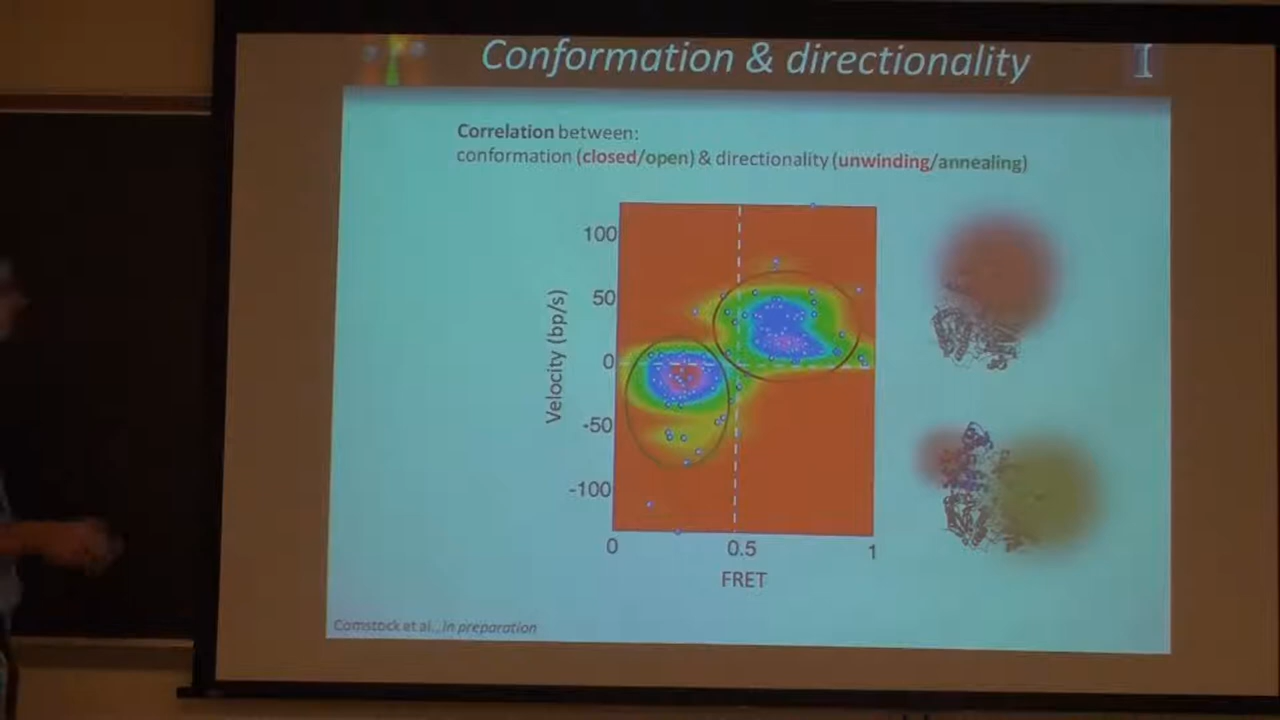 Conformation & directionality
I
Correlation between:
conformation (closed/open) & directionality (unwinding/annealing)
100
50
0
-50
-100
Velocity (bp/s)
0
0.5
1
FRET
Comstock et al., in preparation